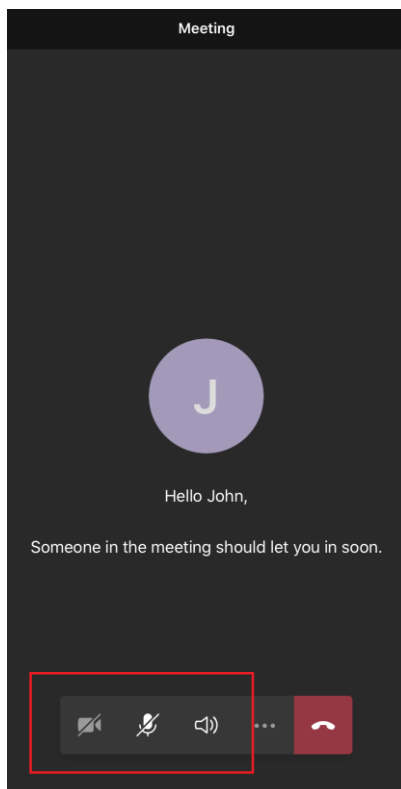 Meeting
J
Hello John,
Someone in the meeting should let you in soon.